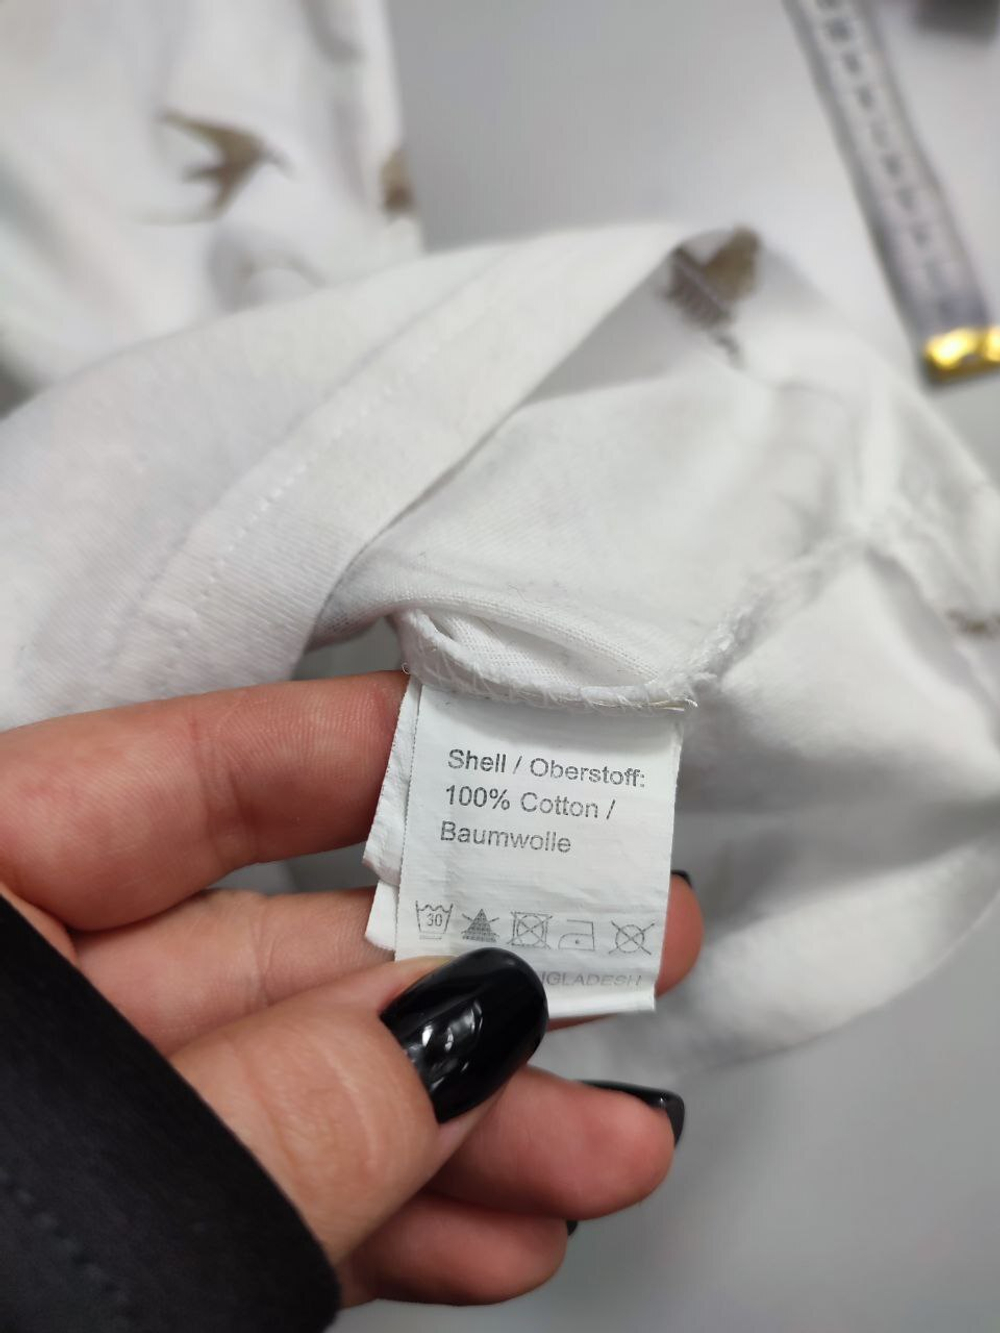 Shell / Oberstoff:
100% Cotton /
Baumwolle
30